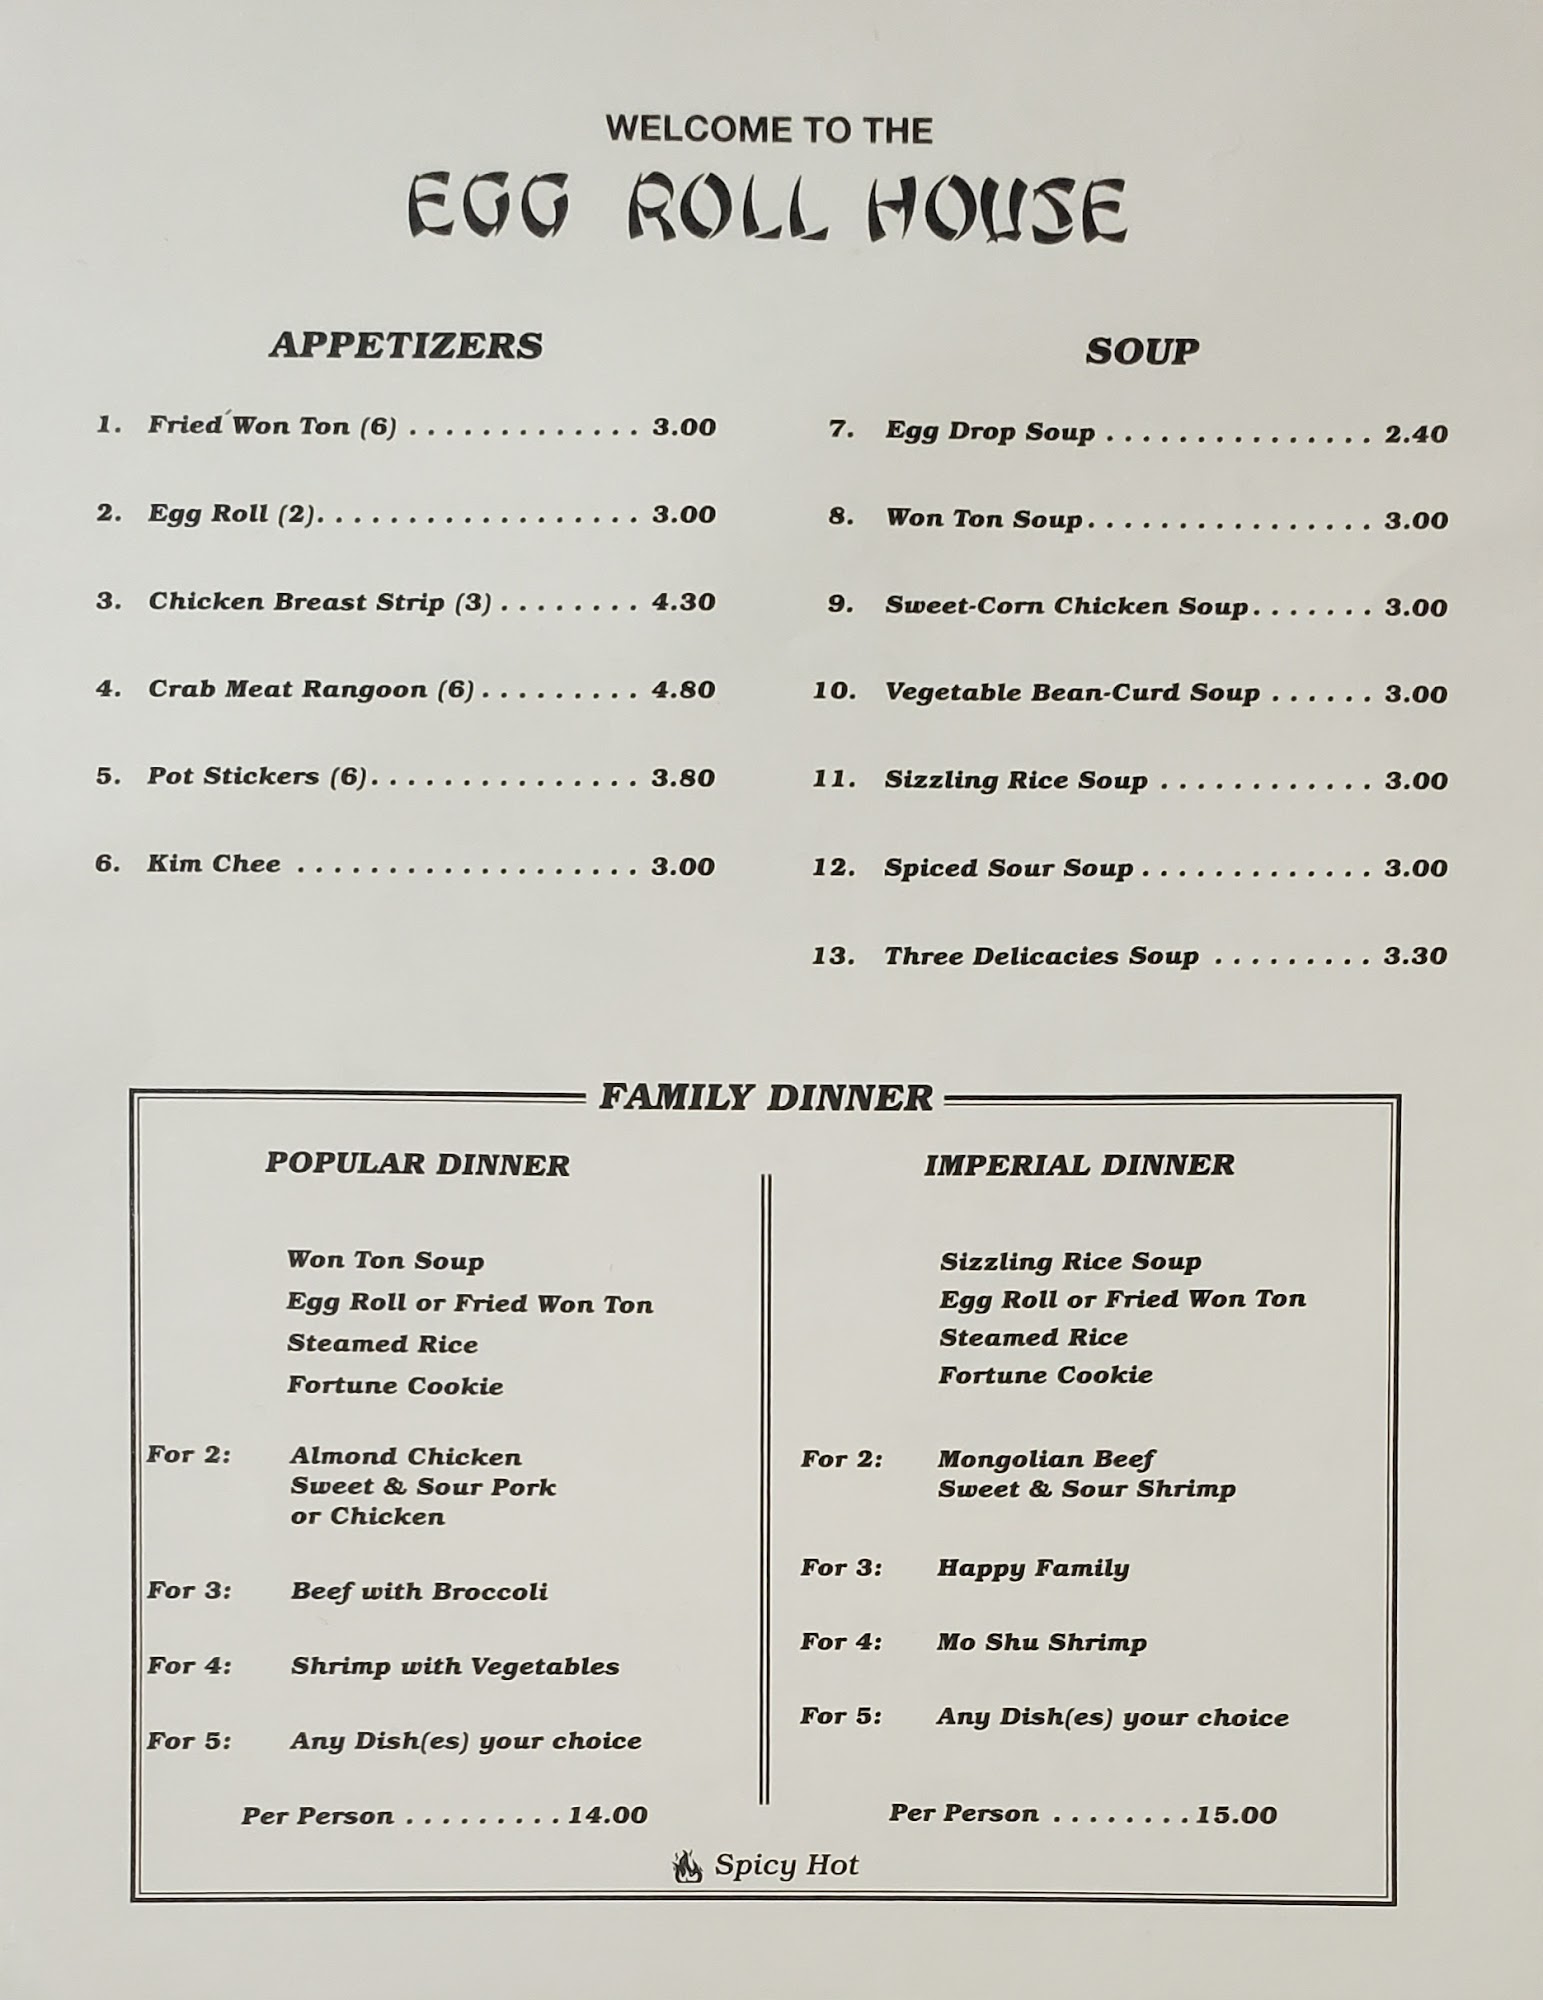 WELCOME TO THE
EGG ROLL HOUSE
APPETIZERS
1. Fried Won Ton (6) . . . . . . . . . . . . . 3.00
2. Egg Roll (2). . . . . . . . . . . . . . . . . . 3.00
3. Chicken Breast Strip (3) . . . . . . . . 4.30
4. Crab Meat Rangoon (6) . . . . . . . . . 4.80
5. Pot Stickers (6). . . . . . . . . . . . . . . 3.80
6. Kim Chee . . . . . . . . . . . . . . . . . . . 3.00
SOUP
7. Egg Drop Soup . . . . . . . . . . . . . . . 2.40
8. Won Ton Soup. . . . . . . . . . . . . . . . 3.00
9. Sweet-Corn Chicken Soup. . . . . . . 3.00
10. Vegetable Bean-Curd Soup . . . . . . 3.00
11. Sizzling Rice Soup . . . . . . . . . . . . 3.00
12. Spiced Sour Soup . . . . . . . . . . . . . 3.00
13. Three Delicacies Soup . . . . . . . . . 3.30
FAMILY DINNER
POPULAR DINNER
Won Ton Soup
Egg Roll or Fried Won Ton
Steamed Rice
Fortune Cookie
For 2: Almond Chicken
Sweet & Sour Pork
or Chicken
For 3: Beef with Broccoli
For 4: Shrimp with Vegetables
For 5: Any Dish(es) your choice
Per Person . . . . . . . . . 14.00
IMPERIAL DINNER
Sizzling Rice Soup
Egg Roll or Fried Won Ton
Steamed Rice
Fortune Cookie
For 2: Mongolian Beef
Sweet & Sour Shrimp
For 3: Happy Family
For 4: Mo Shu Shrimp
For 5: Any Dish(es) your choice
Per Person . . . . . . . . 15.00
Spicy Hot